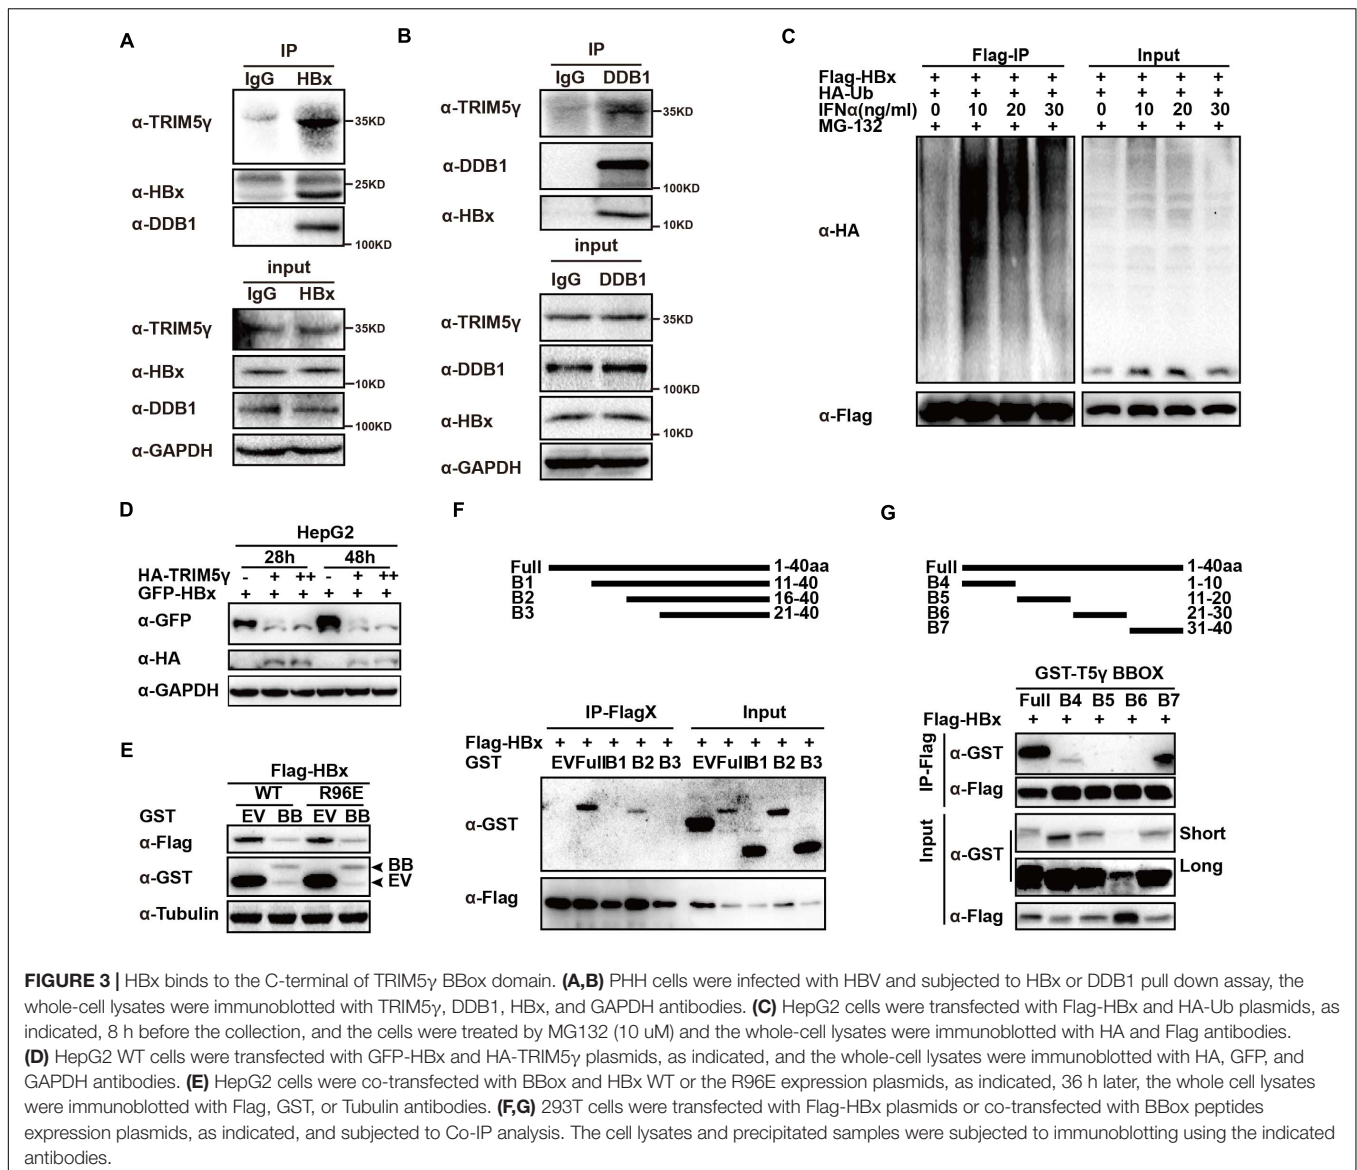 A
IP
IgG HBx
α-TRIM5γ
35KD
α-HBx
25KD
α-DDB1
100KD
input
IgG HBx
α-TRIM5γ
35KD
α-HBx
10KD
α-DDB1
100KD
α-GAPDH
B
IP
IgG DDB1
α-TRIM5γ
35KD
α-DDB1
100KD
α-HBx
10KD
input
IgG DDB1
α-TRIM5γ
35KD
α-DDB1
100KD
α-HBx
10KD
α-GAPDH
C
Flag-IP Input
Flag-HBx + + + + + + + +
HA-Ub + + + + + + + +
IFNα(ng/ml) 0 10 20 30 0 10 20 30
MG-132 + + + + + + + +
α-HA
α-Flag
D
HepG2
28h 48h
HA-TRIM5γ - + ++ - + ++
GFP-HBx + + + + + +
α-GFP
α-HA
α-GAPDH
E
Flag-HBx
WT R96E
GST EV BB EV BB
α-Flag
α-GST
BB
EV
α-Tubulin
F
Full 1-40aa
B1 11-40
B2 16-40
B3 21-40
IP-FlagX Input
Flag-HBx + + + + + + + + + +
GST EV Full B1 B2 B3 EV Full B1 B2 B3
α-GST
α-Flag
G
Full 1-40aa
B4 1-10
B5 11-20
B6 21-30
B7 31-40
GST-T5γ BBOX
Full B4 B5 B6 B7
Flag-HBx + + + + +
IP-Flag
α-GST
α-Flag
Input
α-GST
Short
Long
α-Flag
FIGURE 3 | HBx binds to the C-terminal of TRIM5γ BBox domain. (A,B) PHH cells were infected with HBV and subjected to HBx or DDB1 pull down assay, the
whole-cell lysates were immunoblotted with TRIM5γ, DDB1, HBx, and GAPDH antibodies. (C) HepG2 cells were transfected with Flag-HBx and HA-Ub plasmids, as
indicated, 8 h before the collection, and the cells were treated by MG132 (10 uM) and the whole-cell lysates were immunoblotted with HA and Flag antibodies.
(D) HepG2 WT cells were transfected with GFP-HBx and HA-TRIM5γ plasmids, as indicated, and the whole-cell lysates were immunoblotted with HA, GFP, and
GAPDH antibodies. (E) HepG2 cells were co-transfected with BBox and HBx WT or the R96E expression plasmids, as indicated, 36 h later, the whole cell lysates
were immunoblotted with Flag, GST, or Tubulin antibodies. (F,G) 293T cells were transfected with Flag-HBx plasmids or co-transfected with BBox peptides
expression plasmids, as indicated, and subjected to Co-IP analysis. The cell lysates and precipitated samples were subjected to immunoblotting using the indicated
antibodies.